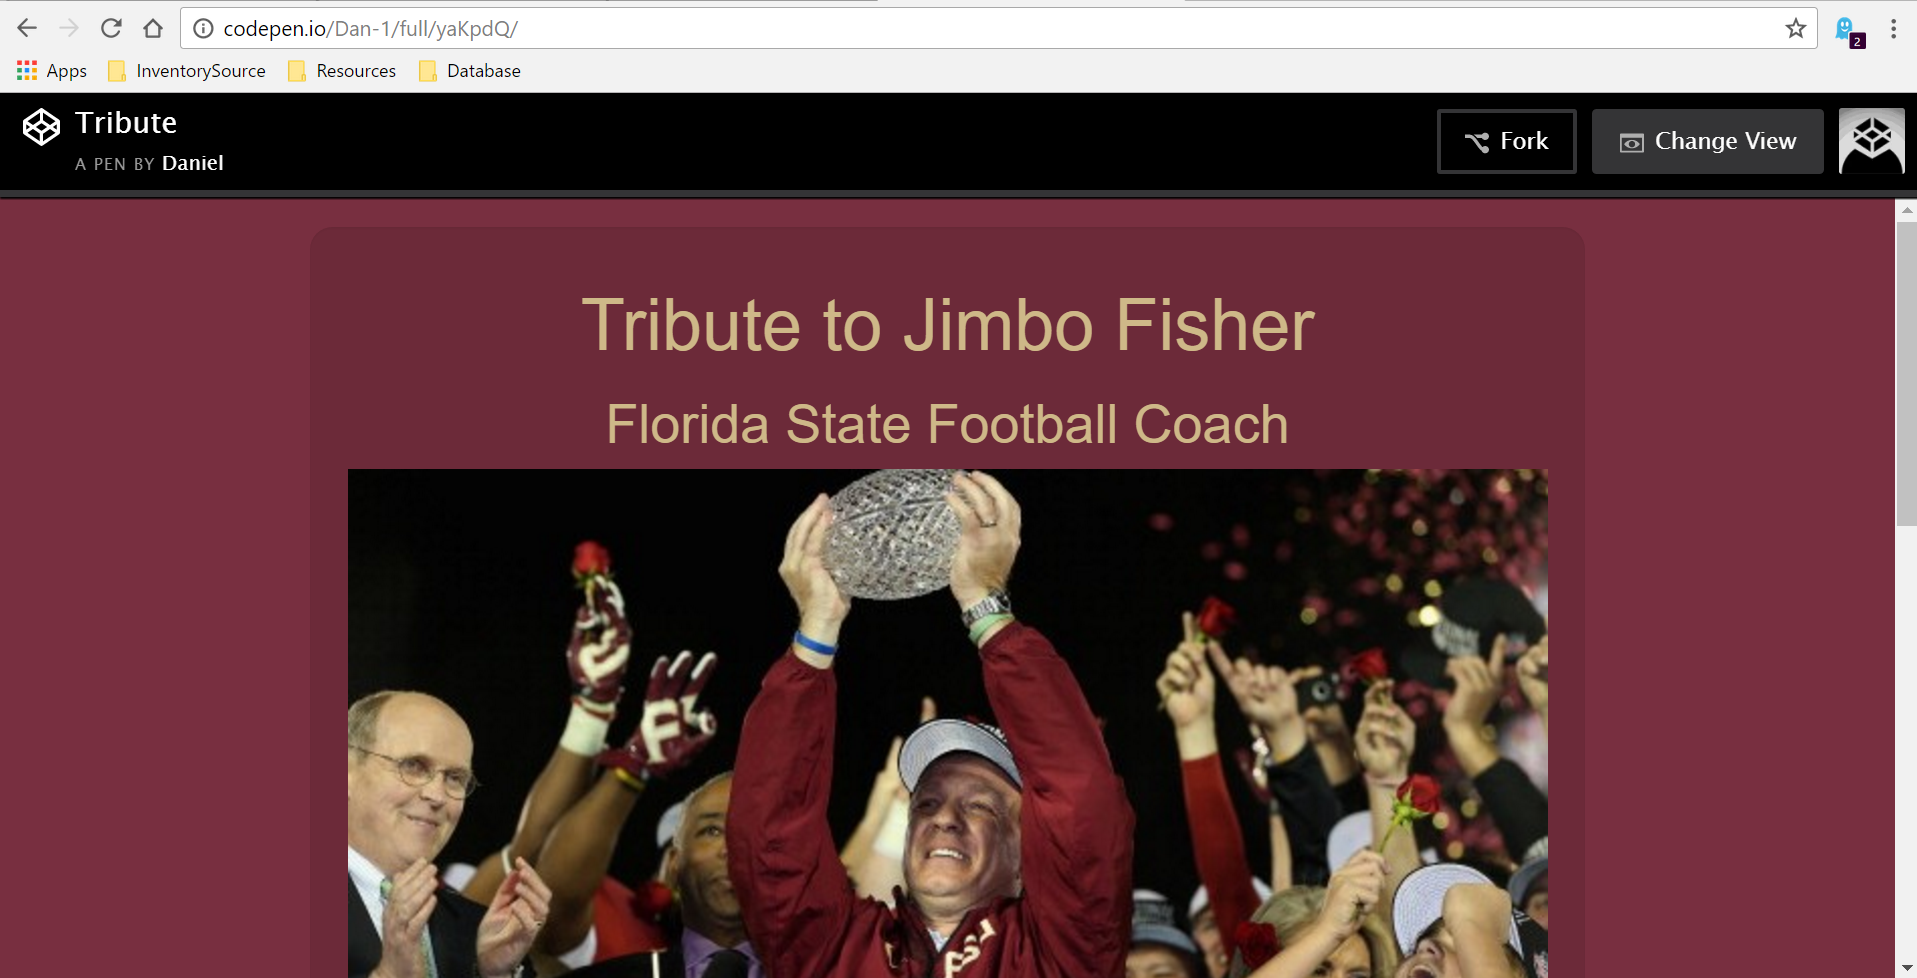 codepen.io/Dan-1/full/yaKpdQ/
2
Apps InventorySource Resources Database
Tribute
A PEN BY Daniel
Fork
Change View
Tribute to Jimbo Fisher
Florida State Football Coach
F
FSU